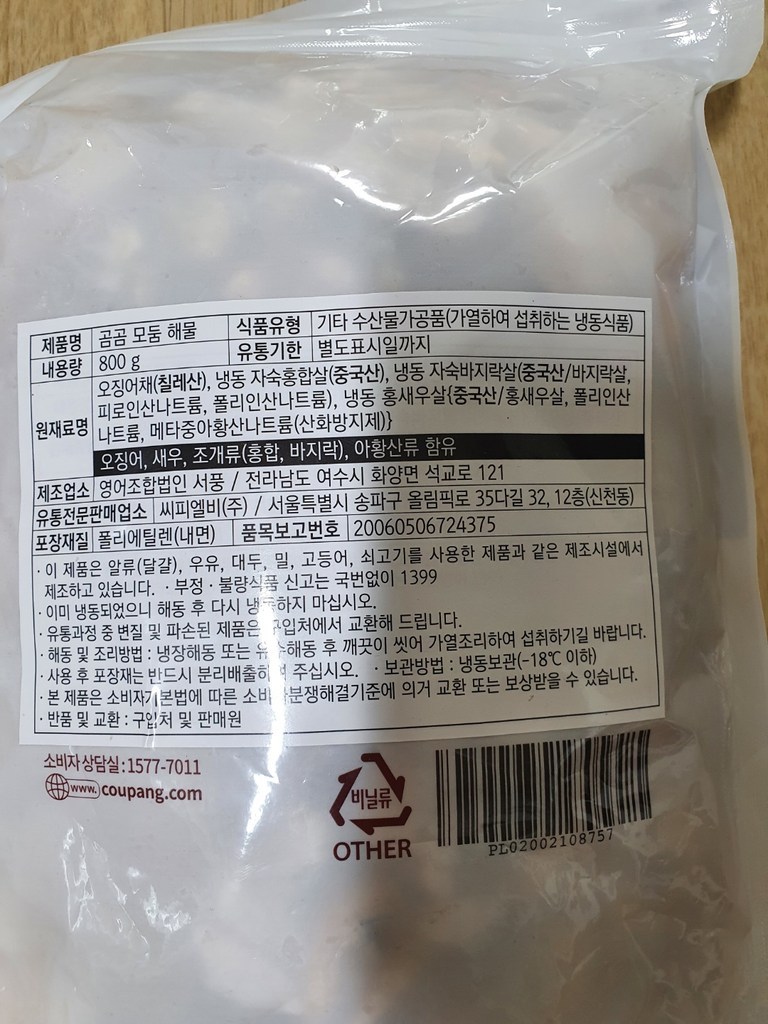 제품명 곰곰 모둠 해물 식품유형 기타 수산물가공품(가열하여 섭취하는 냉동식품)
내용량 800 g 유통기한 별도표시일까지
원재료명 오징어채(칠레산), 냉동 자숙홍합살(중국산), 냉동 자숙바지락살(중국산/바지락살,
피로인산나트륨, 폴리인산나트륨), 냉동 홍새우살{중국산/홍새우살, 폴리인산
나트륨, 메타중아황산나트륨(산화방지제)}
오징어, 새우, 조개류(홍합, 바지락), 아황산류 함유
제조업소 영어조합법인 서풍 / 전라남도 여수시 화양면 석교로 121
유통전문판매업소 씨피엘비(주) / 서울특별시 송파구 올림픽로 35다길 32, 12층(신천동)
포장재질 폴리에틸렌(내면) 품목보고번호 20060506724375
· 이 제품은 알류(달걀), 우유, 대두, 밀, 고등어, 쇠고기를 사용한 제품과 같은 제조시설에서
제조하고 있습니다. · 부정 · 불량식품 신고는 국번없이 1399
· 이미 냉동되었으니 해동 후 다시 냉동하지 마십시오.
· 유통과정 중 변질 및 파손된 제품은 구입처에서 교환해 드립니다.
· 해동 및 조리방법 : 냉장해동 또는 유수해동 후 깨끗이 씻어 가열조리하여 섭취하기길 바랍니다.
· 사용 후 포장재는 반드시 분리배출하여 주십시오. · 보관방법 : 냉동보관(-18℃ 이하)
· 본 제품은 소비자기본법에 따른 소비자분쟁해결기준에 의거 교환 또는 보상받을 수 있습니다.
· 반품 및 교환 : 구입처 및 판매원
소비자 상담실 : 1577-7011
www. coupang.com
비닐류
OTHER
PL02002108757